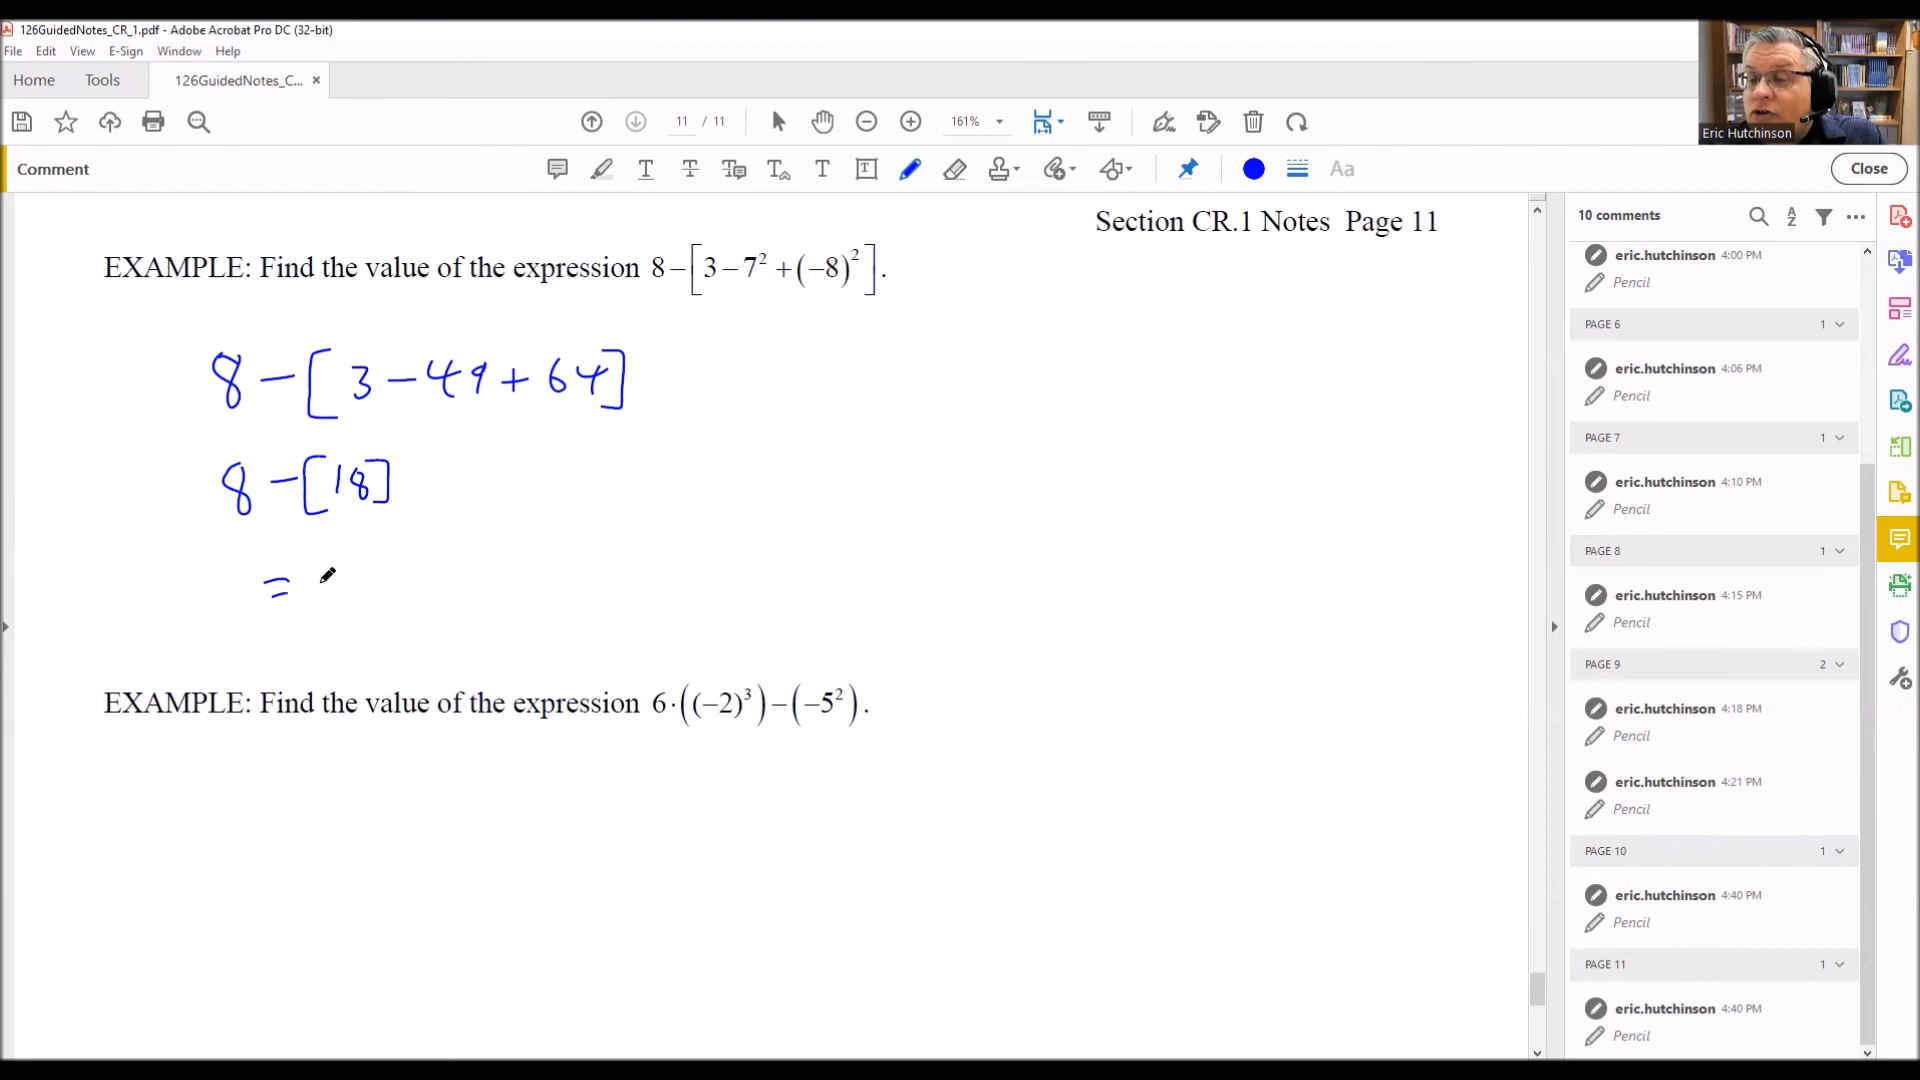 126GuidedNotes_CR_1.pdf - Adobe Acrobat Pro DC (32-bit)
File Edit View E-Sign Window Help
Home Tools 126GuidedNotes_C... ×
11 / 11 161%
Comment Aa Close
Eric Hutchinson
Section CR.1 Notes Page 11
EXAMPLE: Find the value of the expression 8 − [3 − 7² + (−8)²].
8 − [3 − 49 + 64]
8 − [18]
=
EXAMPLE: Find the value of the expression 6·((−2)³) − (−5²).
10 comments
eric.hutchinson 4:00 PM
Pencil
PAGE 6 1
eric.hutchinson 4:06 PM
Pencil
PAGE 7 1
eric.hutchinson 4:10 PM
Pencil
PAGE 8 1
eric.hutchinson 4:15 PM
Pencil
PAGE 9 2
eric.hutchinson 4:18 PM
Pencil
eric.hutchinson 4:21 PM
Pencil
PAGE 10 1
eric.hutchinson 4:40 PM
Pencil
PAGE 11 1
eric.hutchinson 4:40 PM
Pencil